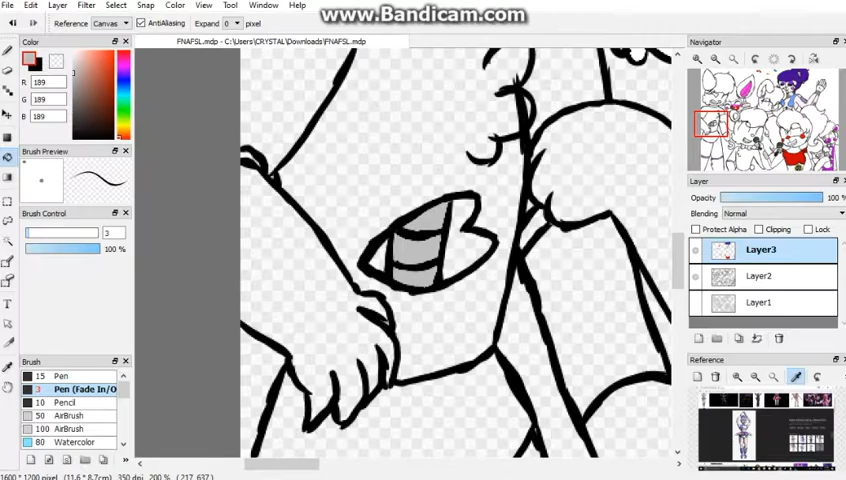 www.Bandicam.com
File Edit Layer Filter Select Snap Color View Tool Window Help
Reference Canvas AntiAliasing Expand 0 pixel
FNAFSL.mdp - C:\Users\CRYSTAL\Downloads\FNAFSL.mdp
Color
R 189
G 189
B 189
Brush Preview
Brush Control
3
100 %
Brush
15 Pen
3 Pen (Fade In/O
10 Pencil
50 AirBrush
100 AirBrush
80 Watercolor
Navigator
Layer
Opacity 100 %
Blending Normal
Protect Alpha Clipping Lock
Layer3
Layer2
Layer1
Reference
1600 * 1200 pixel (11.6 * 8.7cm) 350 dpi 200 % ( 217, 637 )